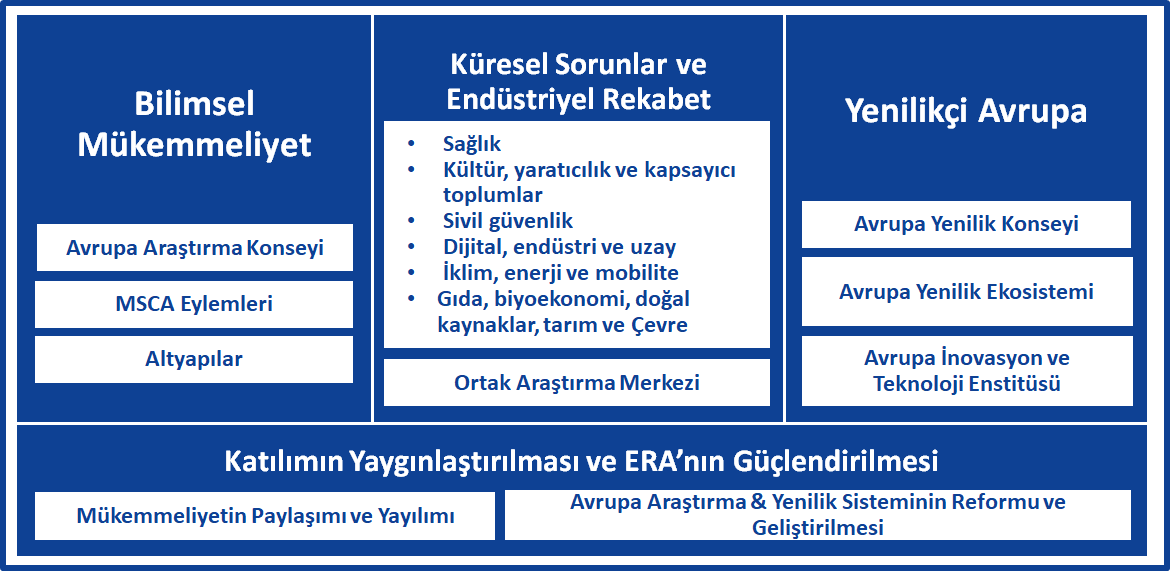 Bilimsel
Mükemmeliyet
Avrupa Araştırma Konseyi
MSCA Eylemleri
Altyapılar
Küresel Sorunlar ve
Endüstriyel Rekabet
• Sağlık
• Kültür, yaratıcılık ve kapsayıcı
toplumlar
• Sivil güvenlik
• Dijital, endüstri ve uzay
• İklim, enerji ve mobilite
• Gıda, biyoekonomi, doğal
kaynaklar, tarım ve Çevre
Ortak Araştırma Merkezi
Yenilikçi Avrupa
Avrupa Yenilik Konseyi
Avrupa Yenilik Ekosistemi
Avrupa İnovasyon ve
Teknoloji Enstitüsü
Katılımın Yaygınlaştırılması ve ERA’nın Güçlendirilmesi
Mükemmeliyetin Paylaşımı ve Yayılımı
Avrupa Araştırma & Yenilik Sisteminin Reformu ve
Geliştirilmesi